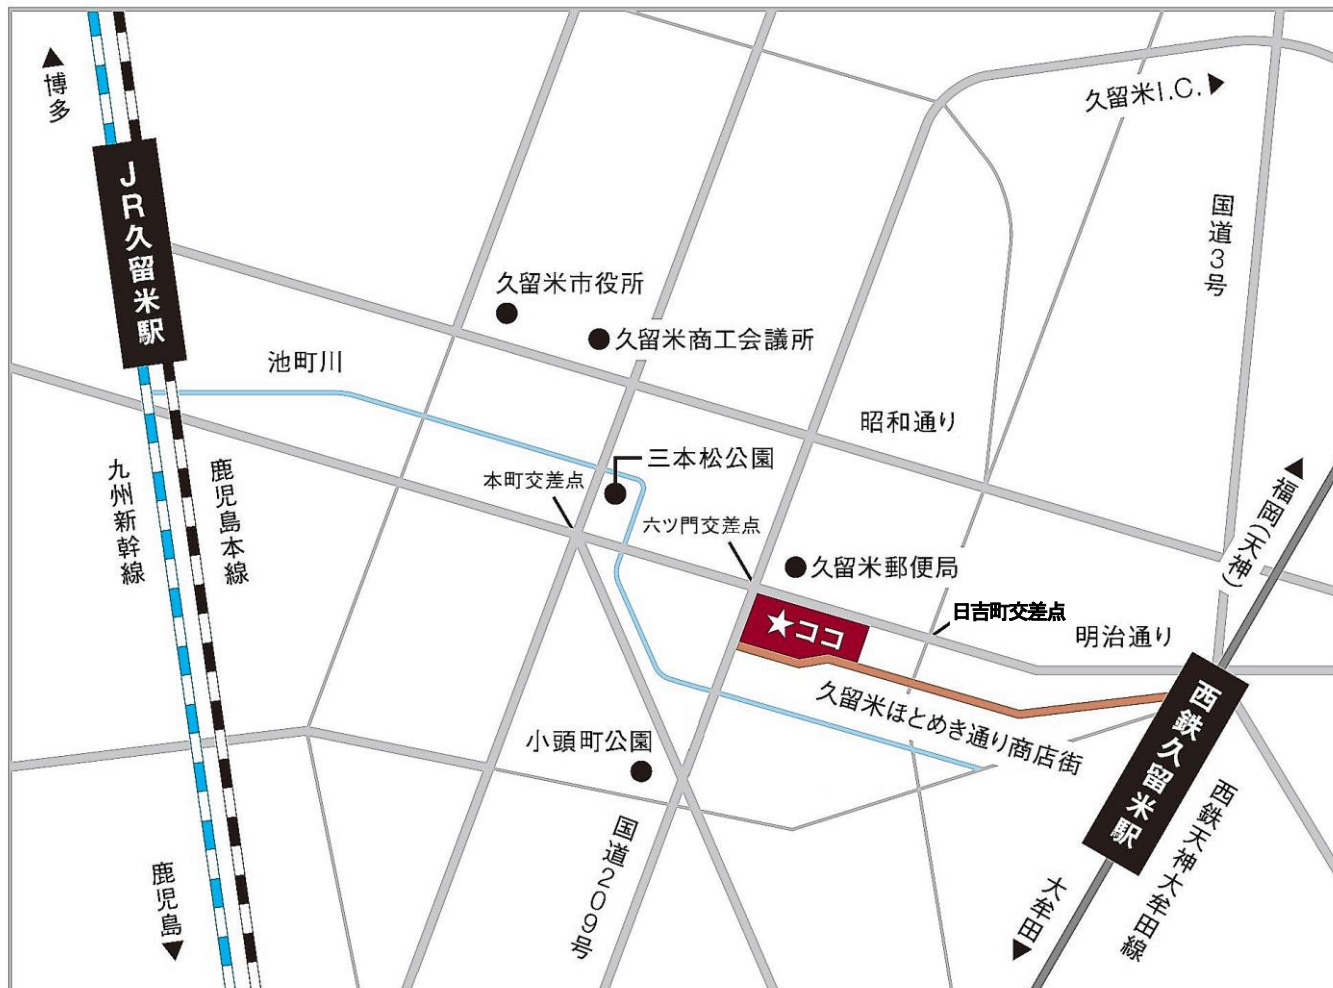 ▲博多
久留米I.C.▶
JR久留米駅
国道3号
久留米市役所
久留米商工会議所
池町川
昭和通り
三本松公園
本町交差点
六ツ門交差点
九州新幹線
鹿児島本線
▲福岡(天神)
久留米郵便局
日吉町交差点
★ココ
明治通り
久留米ほとめき通り商店街
西鉄久留米駅
小頭町公園
国道209号
西鉄天神大牟田線
鹿児島▼
大牟田▼